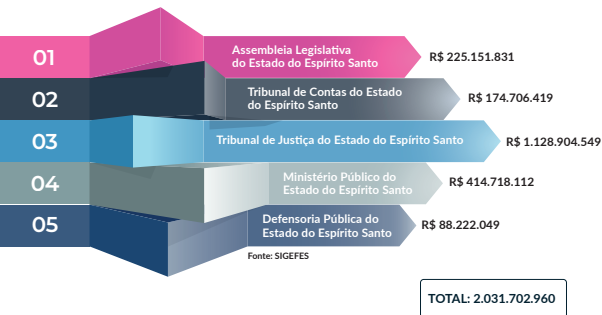 01
Assembleia Legislativa
do Estado do Espírito Santo
R$ 225.151.831
02
Tribunal de Contas do Estado
do Espírito Santo
R$ 174.706.419
03
Tribunal de Justiça do Estado do Espírito Santo
R$ 1.128.904.549
04
Ministério Público do
Estado do Espírito Santo
R$ 414.718.112
05
Defensoria Pública do
Estado do Espírito Santo
R$ 88.222.049
Fonte: SIGEFES
TOTAL: 2.031.702.960